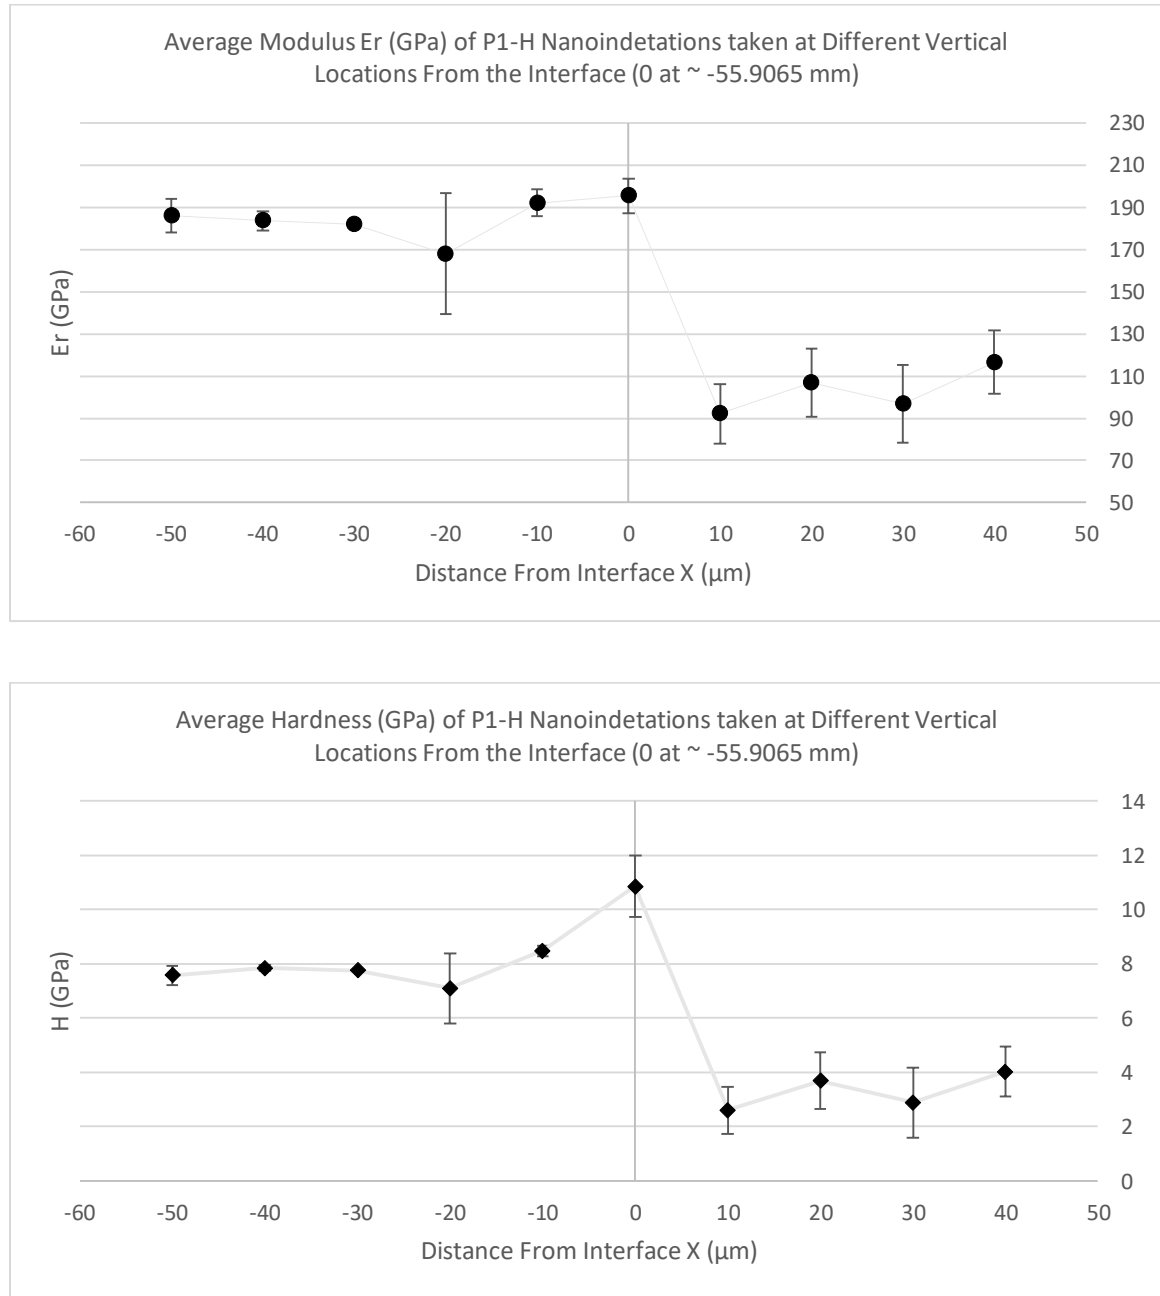 Average Modulus Er (GPa) of P1-H Nanoindetations taken at Different Vertical
Locations From the Interface (0 at ~ -55.9065 mm)
230
210
190
170
150
130
110
90
70
50
Er (GPa)
-60 -50 -40 -30 -20 -10 0 10 20 30 40 50
Distance From Interface X (µm)
Average Hardness (GPa) of P1-H Nanoindetations taken at Different Vertical
Locations From the Interface (0 at ~ -55.9065 mm)
14
12
10
8
6
4
2
0
H (GPa)
-60 -50 -40 -30 -20 -10 0 10 20 30 40 50
Distance From Interface X (µm)